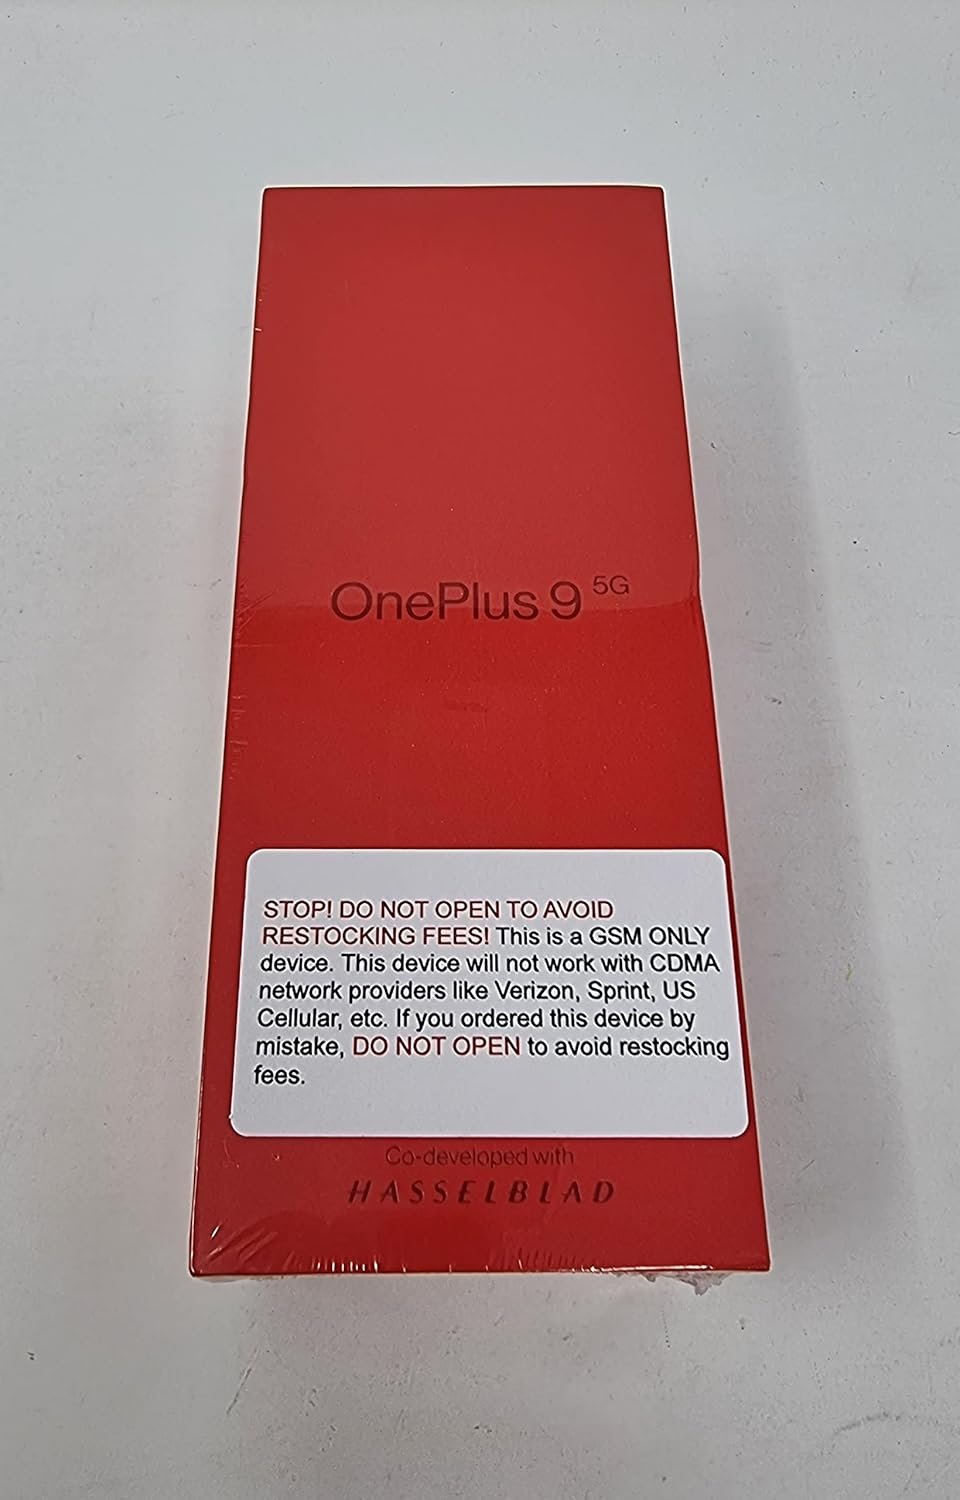 OnePlus 9 5G
STOP! DO NOT OPEN TO AVOID
RESTOCKING FEES! This is a GSM ONLY
device. This device will not work with CDMA
network providers like Verizon, Sprint, US
Cellular, etc. If you ordered this device by
mistake, DO NOT OPEN to avoid restocking
fees.
Co-developed with
HASSELBLAD